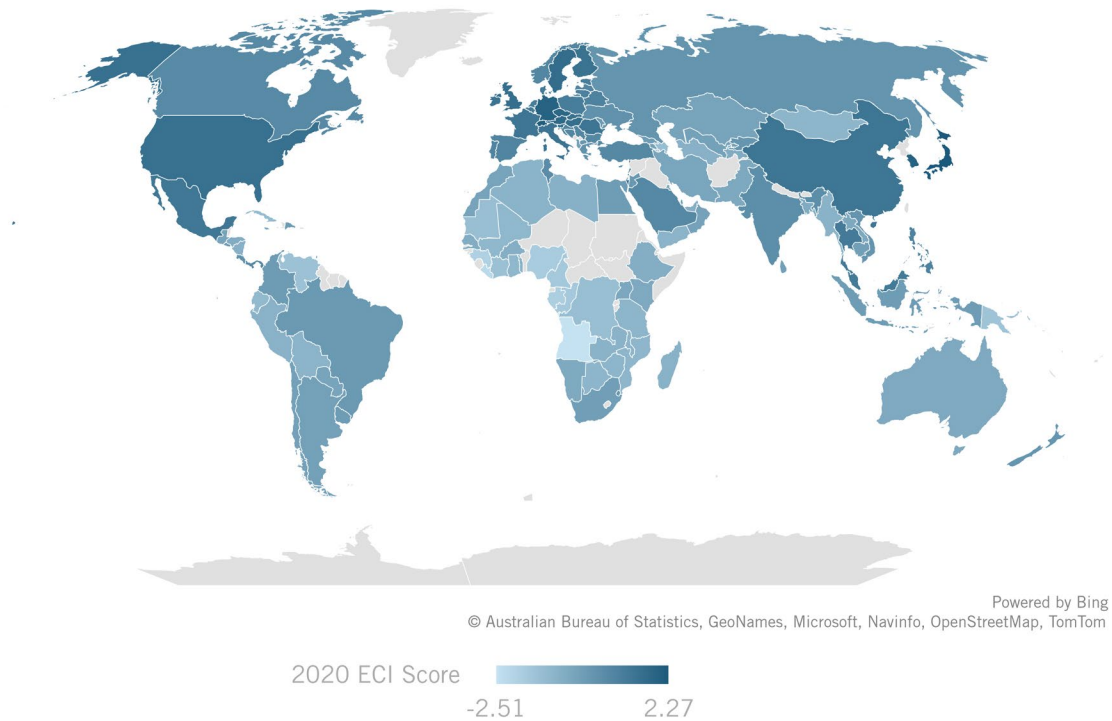 Powered by Bing
© Australian Bureau of Statistics, GeoNames, Microsoft, Navinfo, OpenStreetMap, TomTom
2020 ECI Score
-2.51 2.27